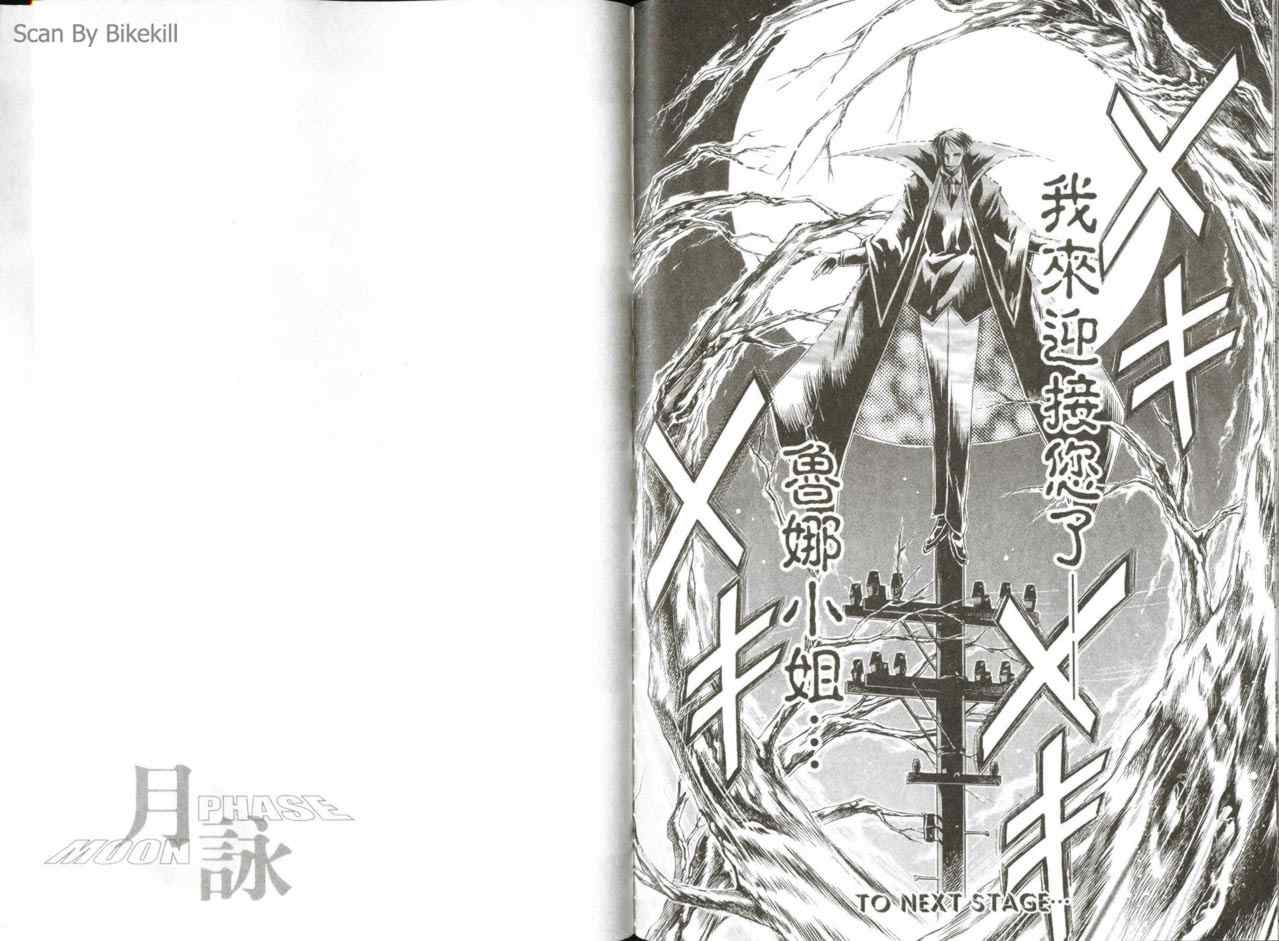 Scan By Bikekill
メキ
我來迎接您了——
メキ
魯娜小姐……
メキ
TO NEXT STAGE…
月詠
MOON PHASE